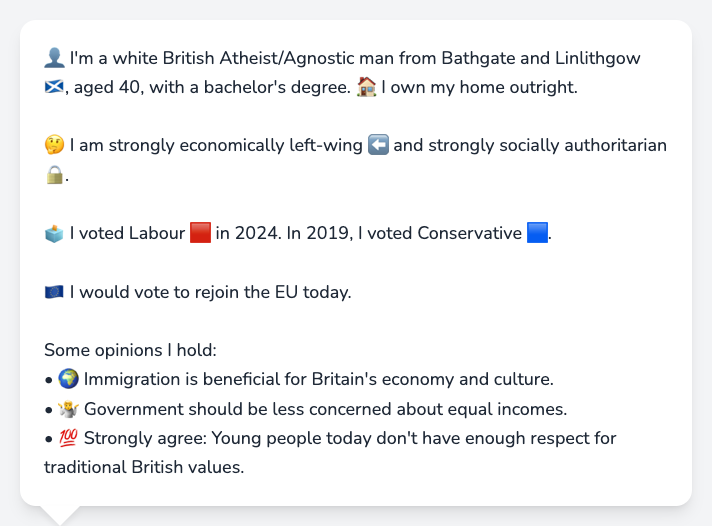 👤 I'm a white British Atheist/Agnostic man from Bathgate and Linlithgow
🏴󠁧󠁢󠁳󠁣󠁴󠁿, aged 40, with a bachelor's degree. 🏠 I own my home outright.
🤔 I am strongly economically left-wing ⬅️ and strongly socially authoritarian
🔒.
🗳️ I voted Labour 🟥 in 2024. In 2019, I voted Conservative 🟦.
🇪🇺 I would vote to rejoin the EU today.
Some opinions I hold:
• 🌍 Immigration is beneficial for Britain's economy and culture.
• 🤷 Government should be less concerned about equal incomes.
• 💯 Strongly agree: Young people today don't have enough respect for
traditional British values.